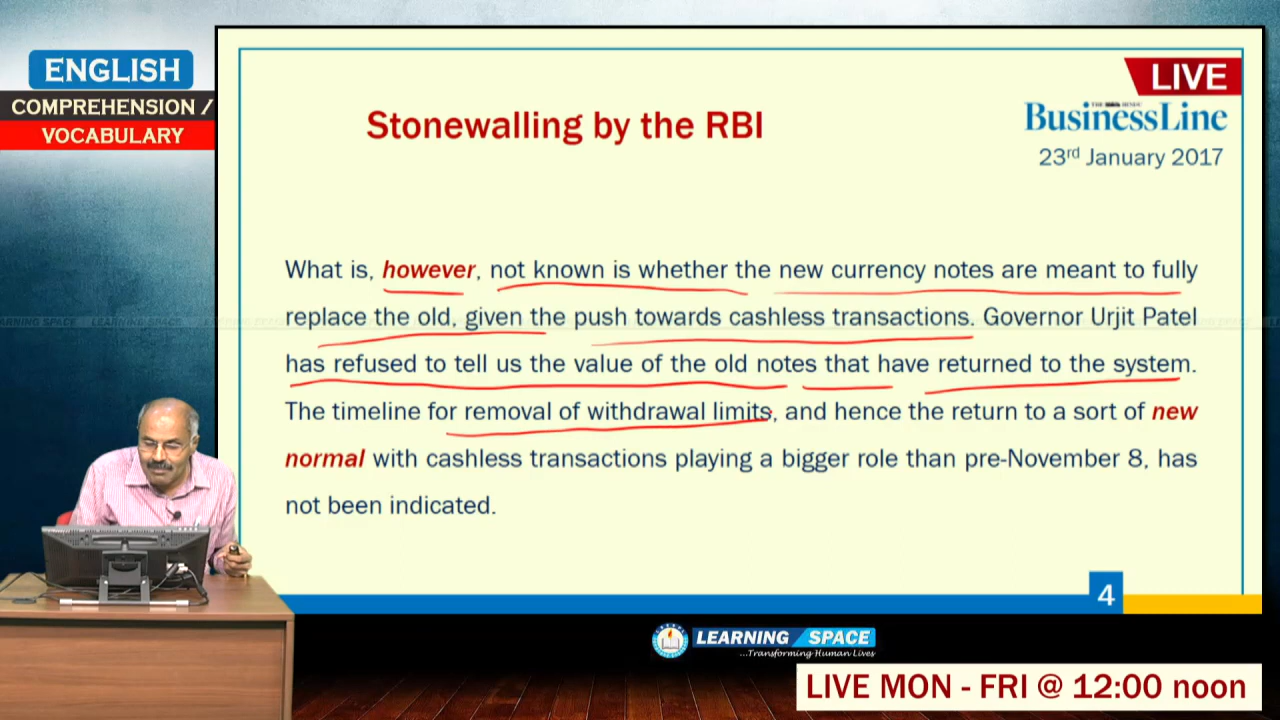 ENGLISH
COMPREHENSION /
VOCABULARY
LIVE
Stonewalling by the RBI
BusinessLine
23rd January 2017
What is, however, not known is whether the new currency notes are meant to fully
replace the old, given the push towards cashless transactions. Governor Urjit Patel
has refused to tell us the value of the old notes that have returned to the system.
The timeline for removal of withdrawal limits, and hence the return to a sort of new
normal with cashless transactions playing a bigger role than pre-November 8, has
not been indicated.
4
LEARNING SPACE
...Transforming Human Lives
LIVE MON - FRI @ 12:00 noon